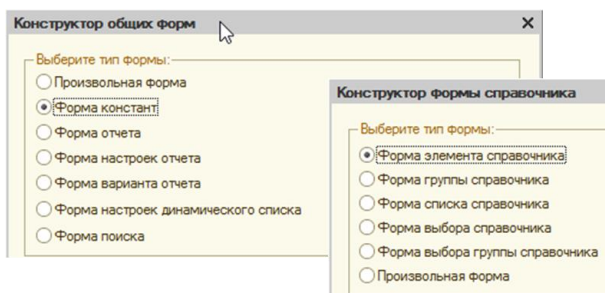 Конструктор общих форм
Выберите тип формы:
Произвольная форма
Форма констант
Форма отчета
Форма настроек отчета
Форма варианта отчета
Форма настроек динамического списка
Форма поиска
Конструктор формы справочника
Выберите тип формы:
Форма элемента справочника
Форма группы справочника
Форма списка справочника
Форма выбора справочника
Форма выбора группы справочника
Произвольная форма